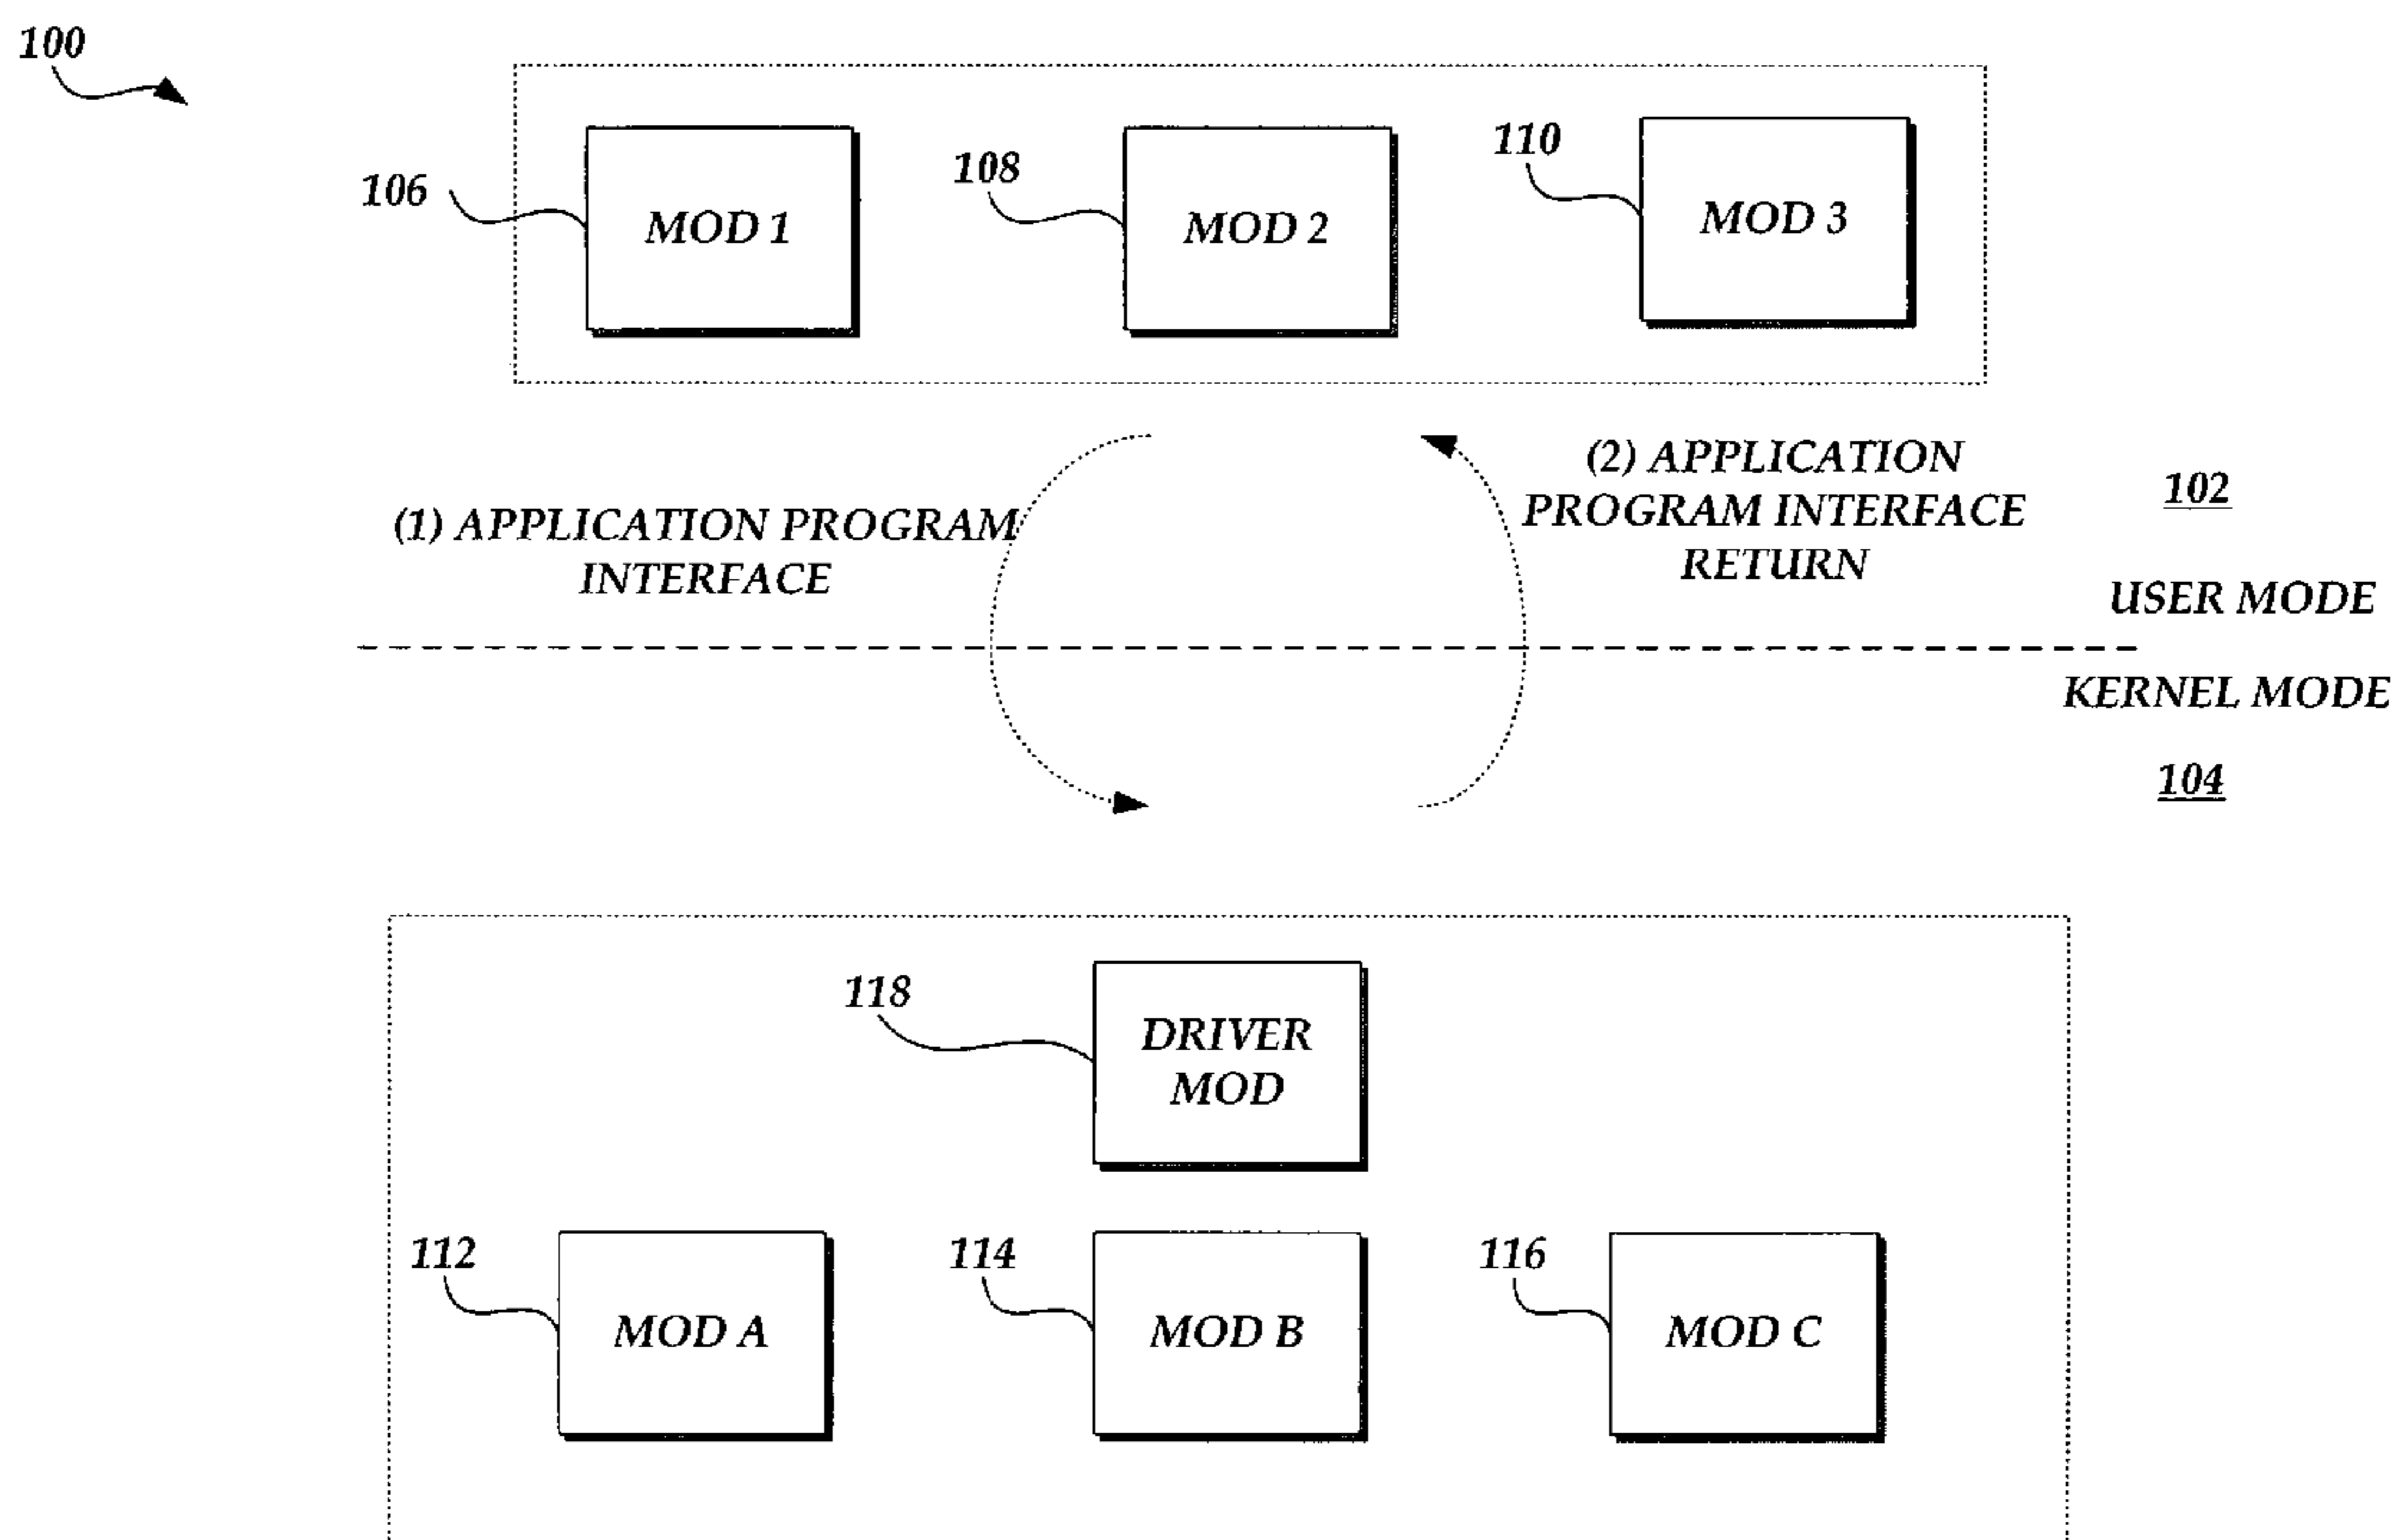 100
106
MOD 1
108
MOD 2
110
MOD 3
(1) APPLICATION PROGRAM
INTERFACE
(2) APPLICATION
PROGRAM INTERFACE
RETURN
102
USER MODE
KERNEL MODE
104
118
DRIVER
MOD
112
MOD A
114
MOD B
116
MOD C